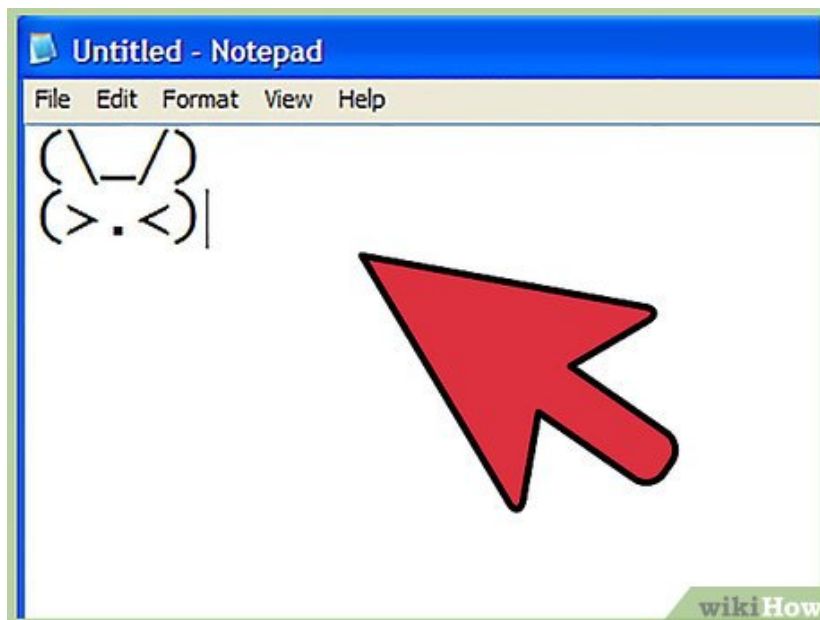 Untitled - Notepad
File Edit Format View Help
(\_/)
(>.<)
wikiHow